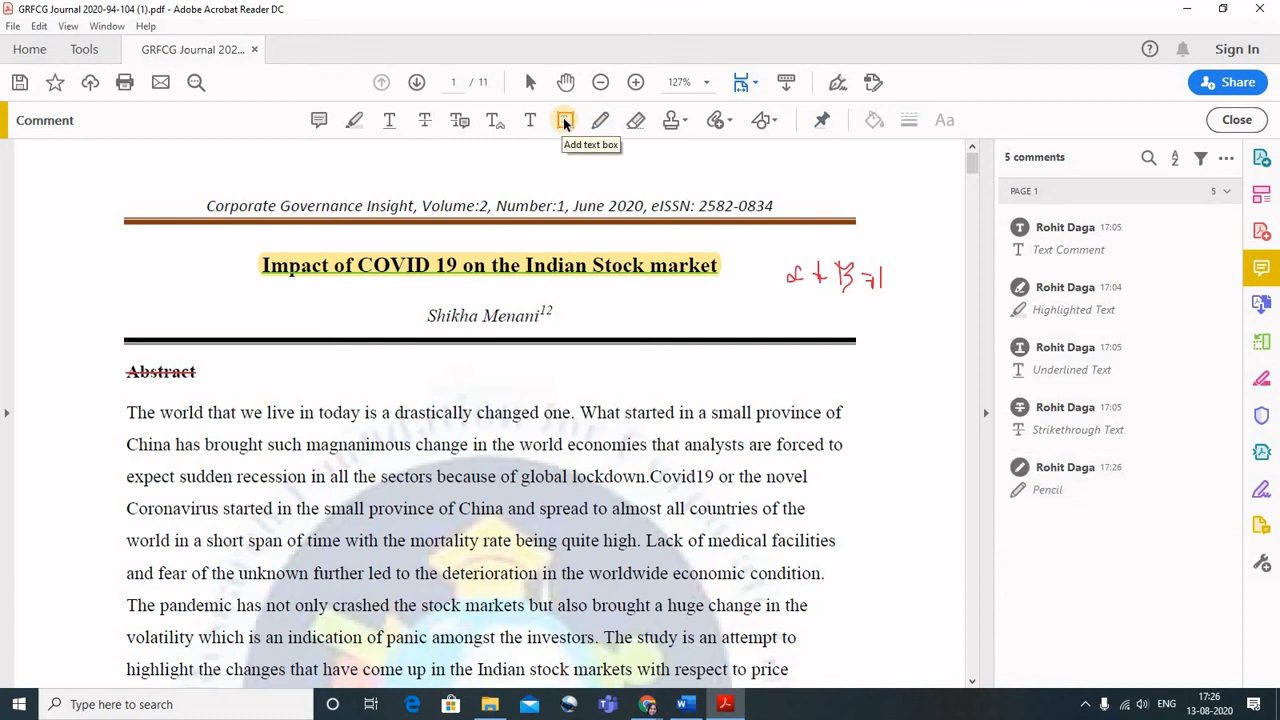 GRFCG Journal 2020-94-104 (1).pdf - Adobe Acrobat Reader DC
File Edit View Window Help
Home Tools GRFCG Journal 202... Sign In
1 / 11 127% Share
Comment Close
Add text box
5 comments
PAGE 1 5
Rohit Daga 17:05
Text Comment
Rohit Daga 17:04
Highlighted Text
Rohit Daga 17:05
Underlined Text
Rohit Daga 17:05
Strikethrough Text
Rohit Daga 17:26
Pencil
Corporate Governance Insight, Volume:2, Number:1, June 2020, eISSN: 2582-0834
Impact of COVID 19 on the Indian Stock market
Shikha Menani12
Abstract
The world that we live in today is a drastically changed one. What started in a small province of
China has brought such magnanimous change in the world economies that analysts are forced to
expect sudden recession in all the sectors because of global lockdown.Covid19 or the novel
Coronavirus started in the small province of China and spread to almost all countries of the
world in a short span of time with the mortality rate being quite high. Lack of medical facilities
and fear of the unknown further led to the deterioration in the worldwide economic condition.
The pandemic has not only crashed the stock markets but also brought a huge change in the
volatility which is an indication of panic amongst the investors. The study is an attempt to
highlight the changes that have come up in the Indian stock markets with respect to price
Type here to search
ENG
17:26
13-08-2020